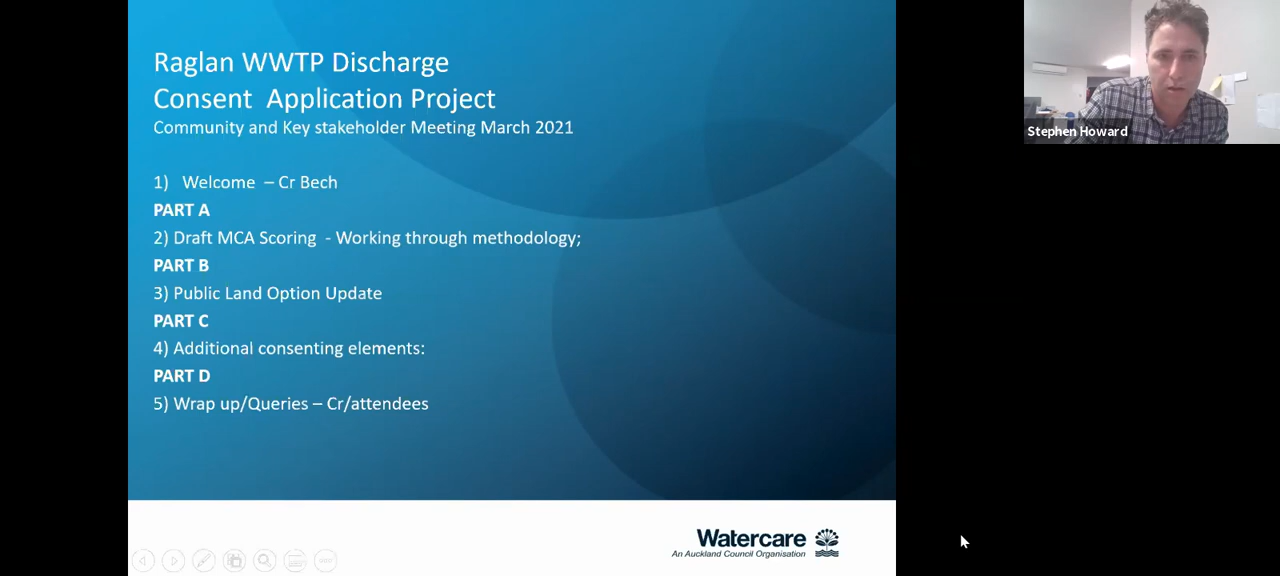 Raglan WWTP Discharge
Consent Application Project
Community and Key stakeholder Meeting March 2021
1) Welcome – Cr Bech
PART A
2) Draft MCA Scoring - Working through methodology;
PART B
3) Public Land Option Update
PART C
4) Additional consenting elements:
PART D
5) Wrap up/Queries – Cr/attendees
Watercare
An Auckland Council Organisation
Stephen Howard